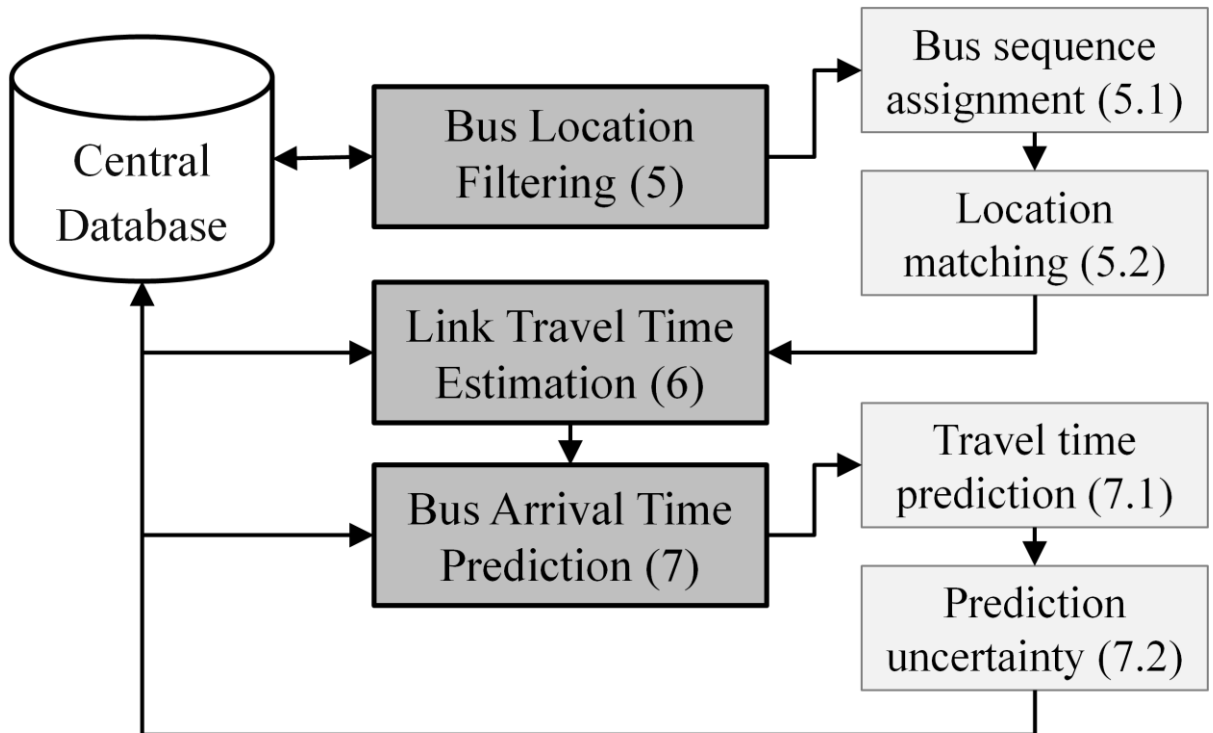 Central
Database
Bus Location
Filtering (5)
Bus sequence
assignment (5.1)
Location
matching (5.2)
Link Travel Time
Estimation (6)
Bus Arrival Time
Prediction (7)
Travel time
prediction (7.1)
Prediction
uncertainty (7.2)